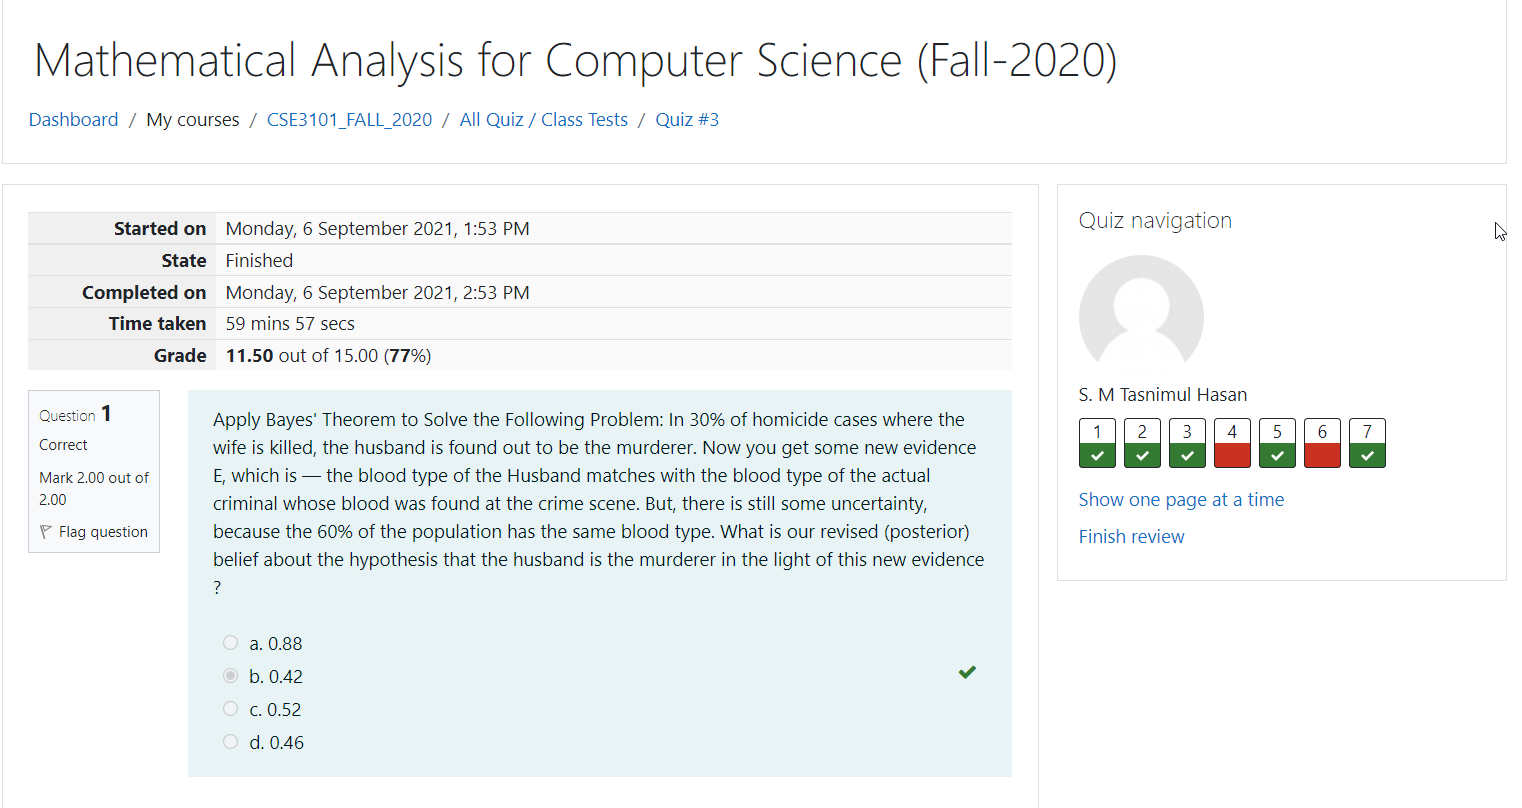 Mathematical Analysis for Computer Science (Fall-2020)
Dashboard / My courses / CSE3101_FALL_2020 / All Quiz / Class Tests / Quiz #3
Started on Monday, 6 September 2021, 1:53 PM
State Finished
Completed on Monday, 6 September 2021, 2:53 PM
Time taken 59 mins 57 secs
Grade 11.50 out of 15.00 (77%)
Question 1
Correct
Mark 2.00 out of
2.00
Flag question
Apply Bayes' Theorem to Solve the Following Problem: In 30% of homicide cases where the
wife is killed, the husband is found out to be the murderer. Now you get some new evidence
E, which is — the blood type of the Husband matches with the blood type of the actual
criminal whose blood was found at the crime scene. But, there is still some uncertainty,
because the 60% of the population has the same blood type. What is our revised (posterior)
belief about the hypothesis that the husband is the murderer in the light of this new evidence
?
a. 0.88
b. 0.42
c. 0.52
d. 0.46
Quiz navigation
S. M Tasnimul Hasan
1 2 3 4 5 6 7
Show one page at a time
Finish review